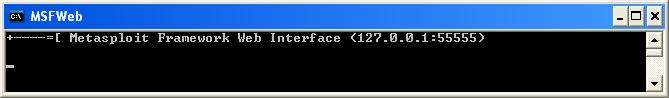 MSFWeb
+----=[ Metasploit Framework Web Interface (127.0.0.1:55555)